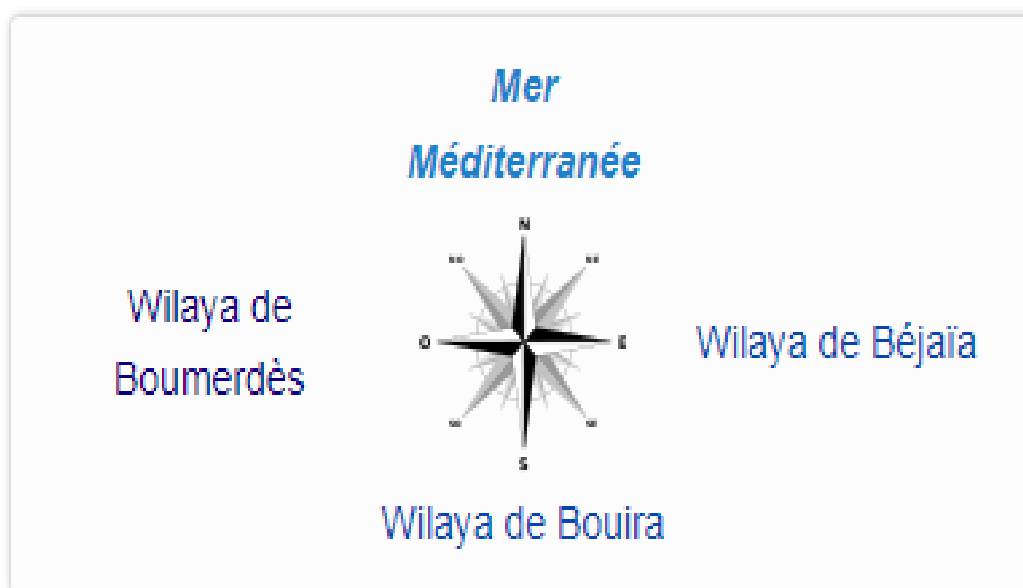 Mer
Méditerranée
N
Wilaya de
Boumerdès
O
E
Wilaya de Béjaïa
S
Wilaya de Bouira